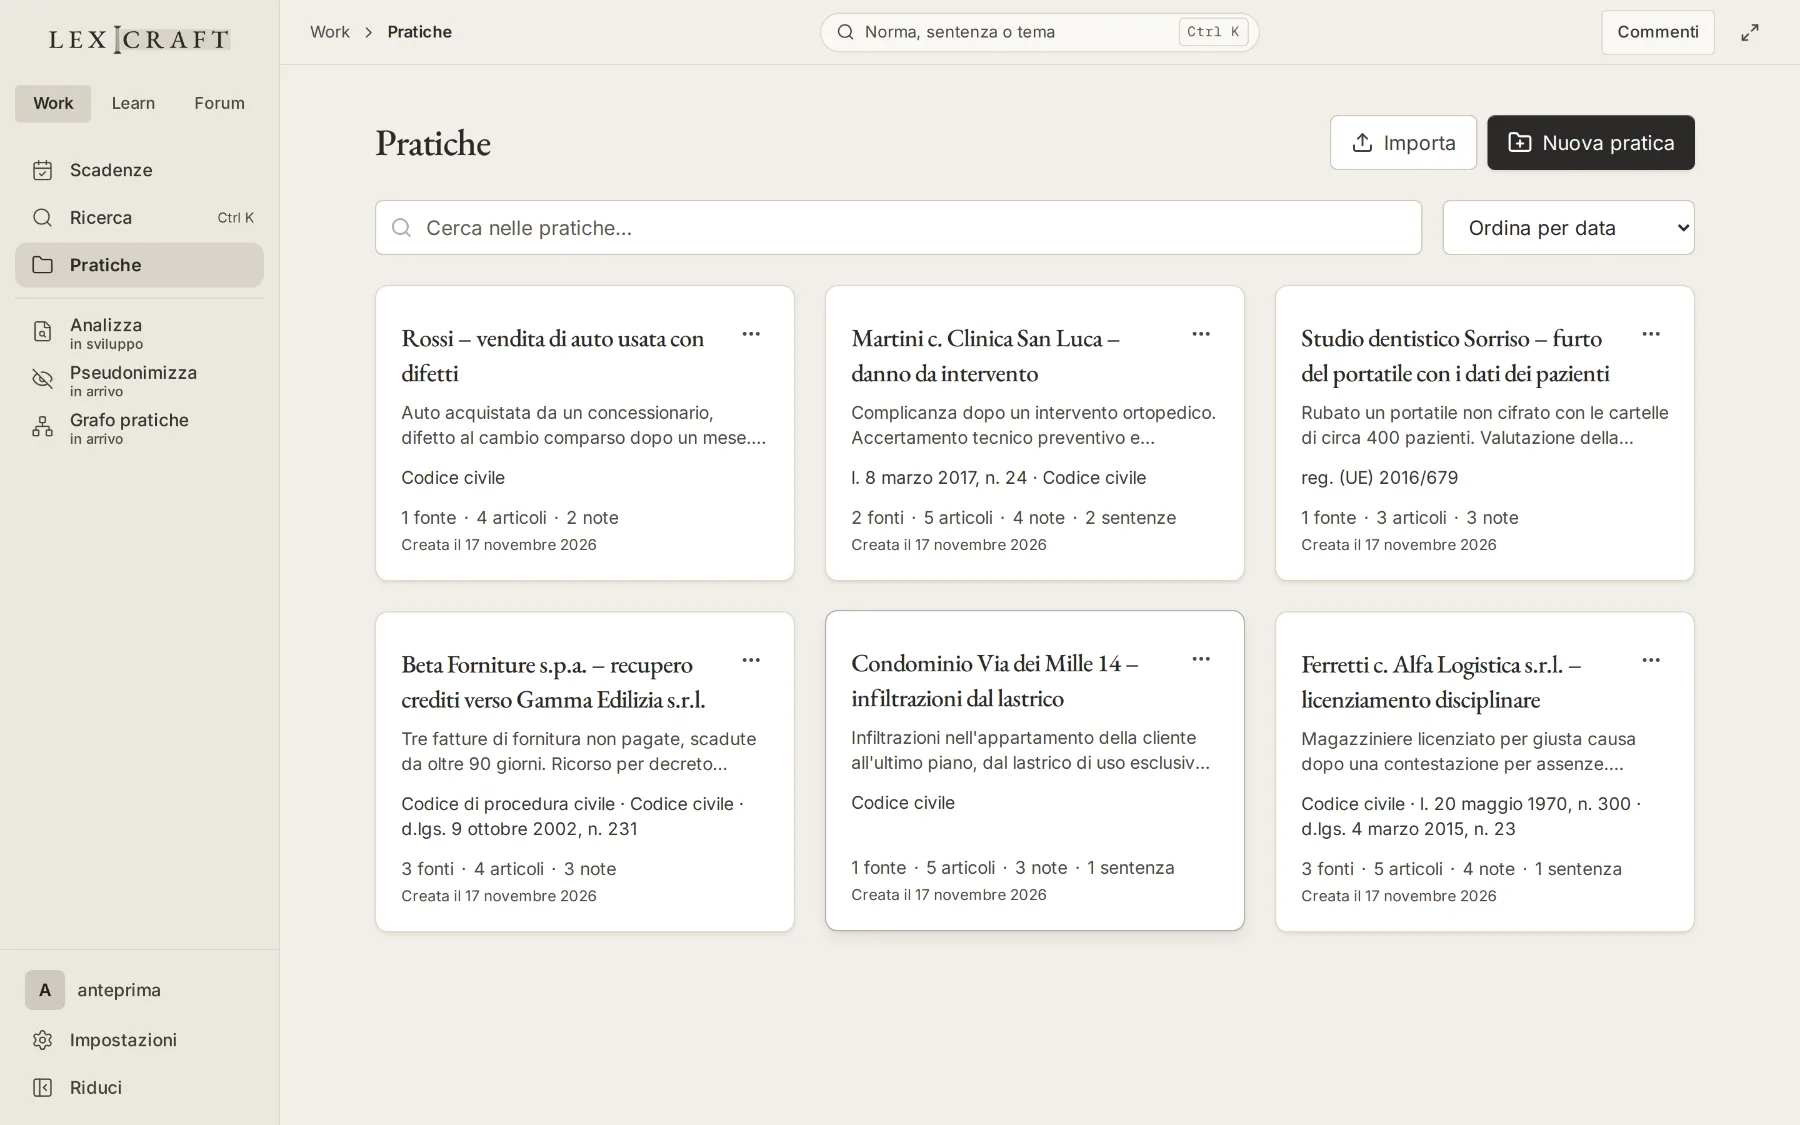 LEX CRAFT
Work
Learn
Forum
Scadenze
Ricerca
Ctrl K
Pratiche
Analizza
in sviluppo
Pseudonimizza
in arrivo
Grafo pratiche
in arrivo
A
anteprima
Impostazioni
Riduci
Work
Pratiche
Norma, sentenza o tema
Ctrl K
Commenti
Pratiche
Importa
Nuova pratica
Cerca nelle pratiche...
Ordina per data
Rossi – vendita di auto usata con
difetti
Auto acquistata da un concessionario,
difetto al cambio comparso dopo un mese....
Codice civile
1 fonte · 4 articoli · 2 note
Creata il 17 novembre 2026
Martini c. Clinica San Luca –
danno da intervento
Complicanza dopo un intervento ortopedico.
Accertamento tecnico preventivo e...
l. 8 marzo 2017, n. 24 · Codice civile
2 fonti · 5 articoli · 4 note · 2 sentenze
Creata il 17 novembre 2026
Studio dentistico Sorriso – furto
del portatile con i dati dei pazienti
Rubato un portatile non cifrato con le cartelle
di circa 400 pazienti. Valutazione della...
reg. (UE) 2016/679
1 fonte · 3 articoli · 3 note
Creata il 17 novembre 2026
Beta Forniture s.p.a. – recupero
crediti verso Gamma Edilizia s.r.l.
Tre fatture di fornitura non pagate, scadute
da oltre 90 giorni. Ricorso per decreto...
Codice di procedura civile · Codice civile ·
d.lgs. 9 ottobre 2002, n. 231
3 fonti · 4 articoli · 3 note
Creata il 17 novembre 2026
Condominio Via dei Mille 14 –
infiltrazioni dal lastrico
Infiltrazioni nell'appartamento della cliente
all'ultimo piano, dal lastrico di uso esclusiv...
Codice civile
1 fonte · 5 articoli · 3 note · 1 sentenza
Creata il 17 novembre 2026
Ferretti c. Alfa Logistica s.r.l. –
licenziamento disciplinare
Magazziniere licenziato per giusta causa
dopo una contestazione per assenze....
Codice civile · l. 20 maggio 1970, n. 300 ·
d.lgs. 4 marzo 2015, n. 23
3 fonti · 5 articoli · 4 note · 1 sentenza
Creata il 17 novembre 2026